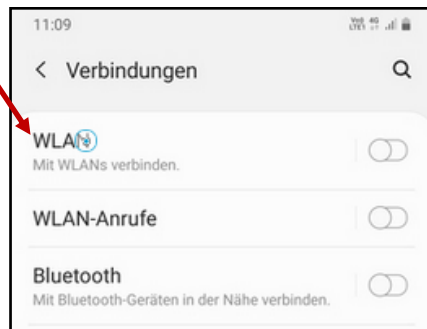 11:09
Verbindungen
WLAN
Mit WLANs verbinden.
WLAN-Anrufe
Bluetooth
Mit Bluetooth-Geräten in der Nähe verbinden.